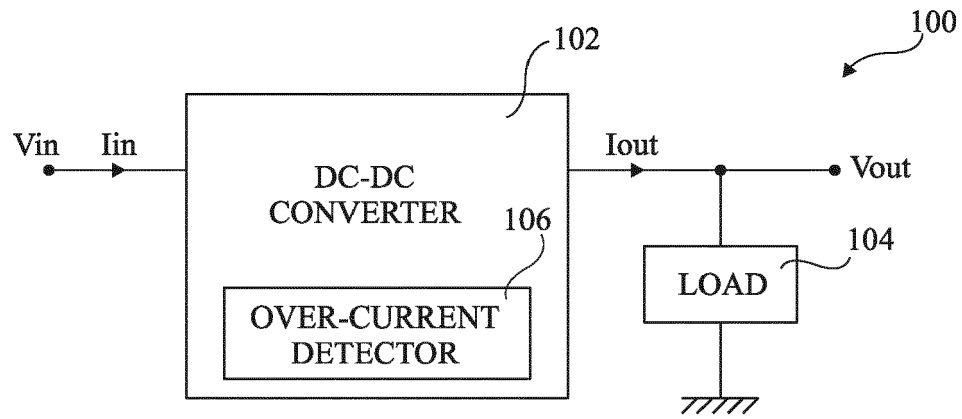 100
102
Vin
Iin
DC-DC
CONVERTER
Iout
Vout
106
OVER-CURRENT
DETECTOR
104
LOAD